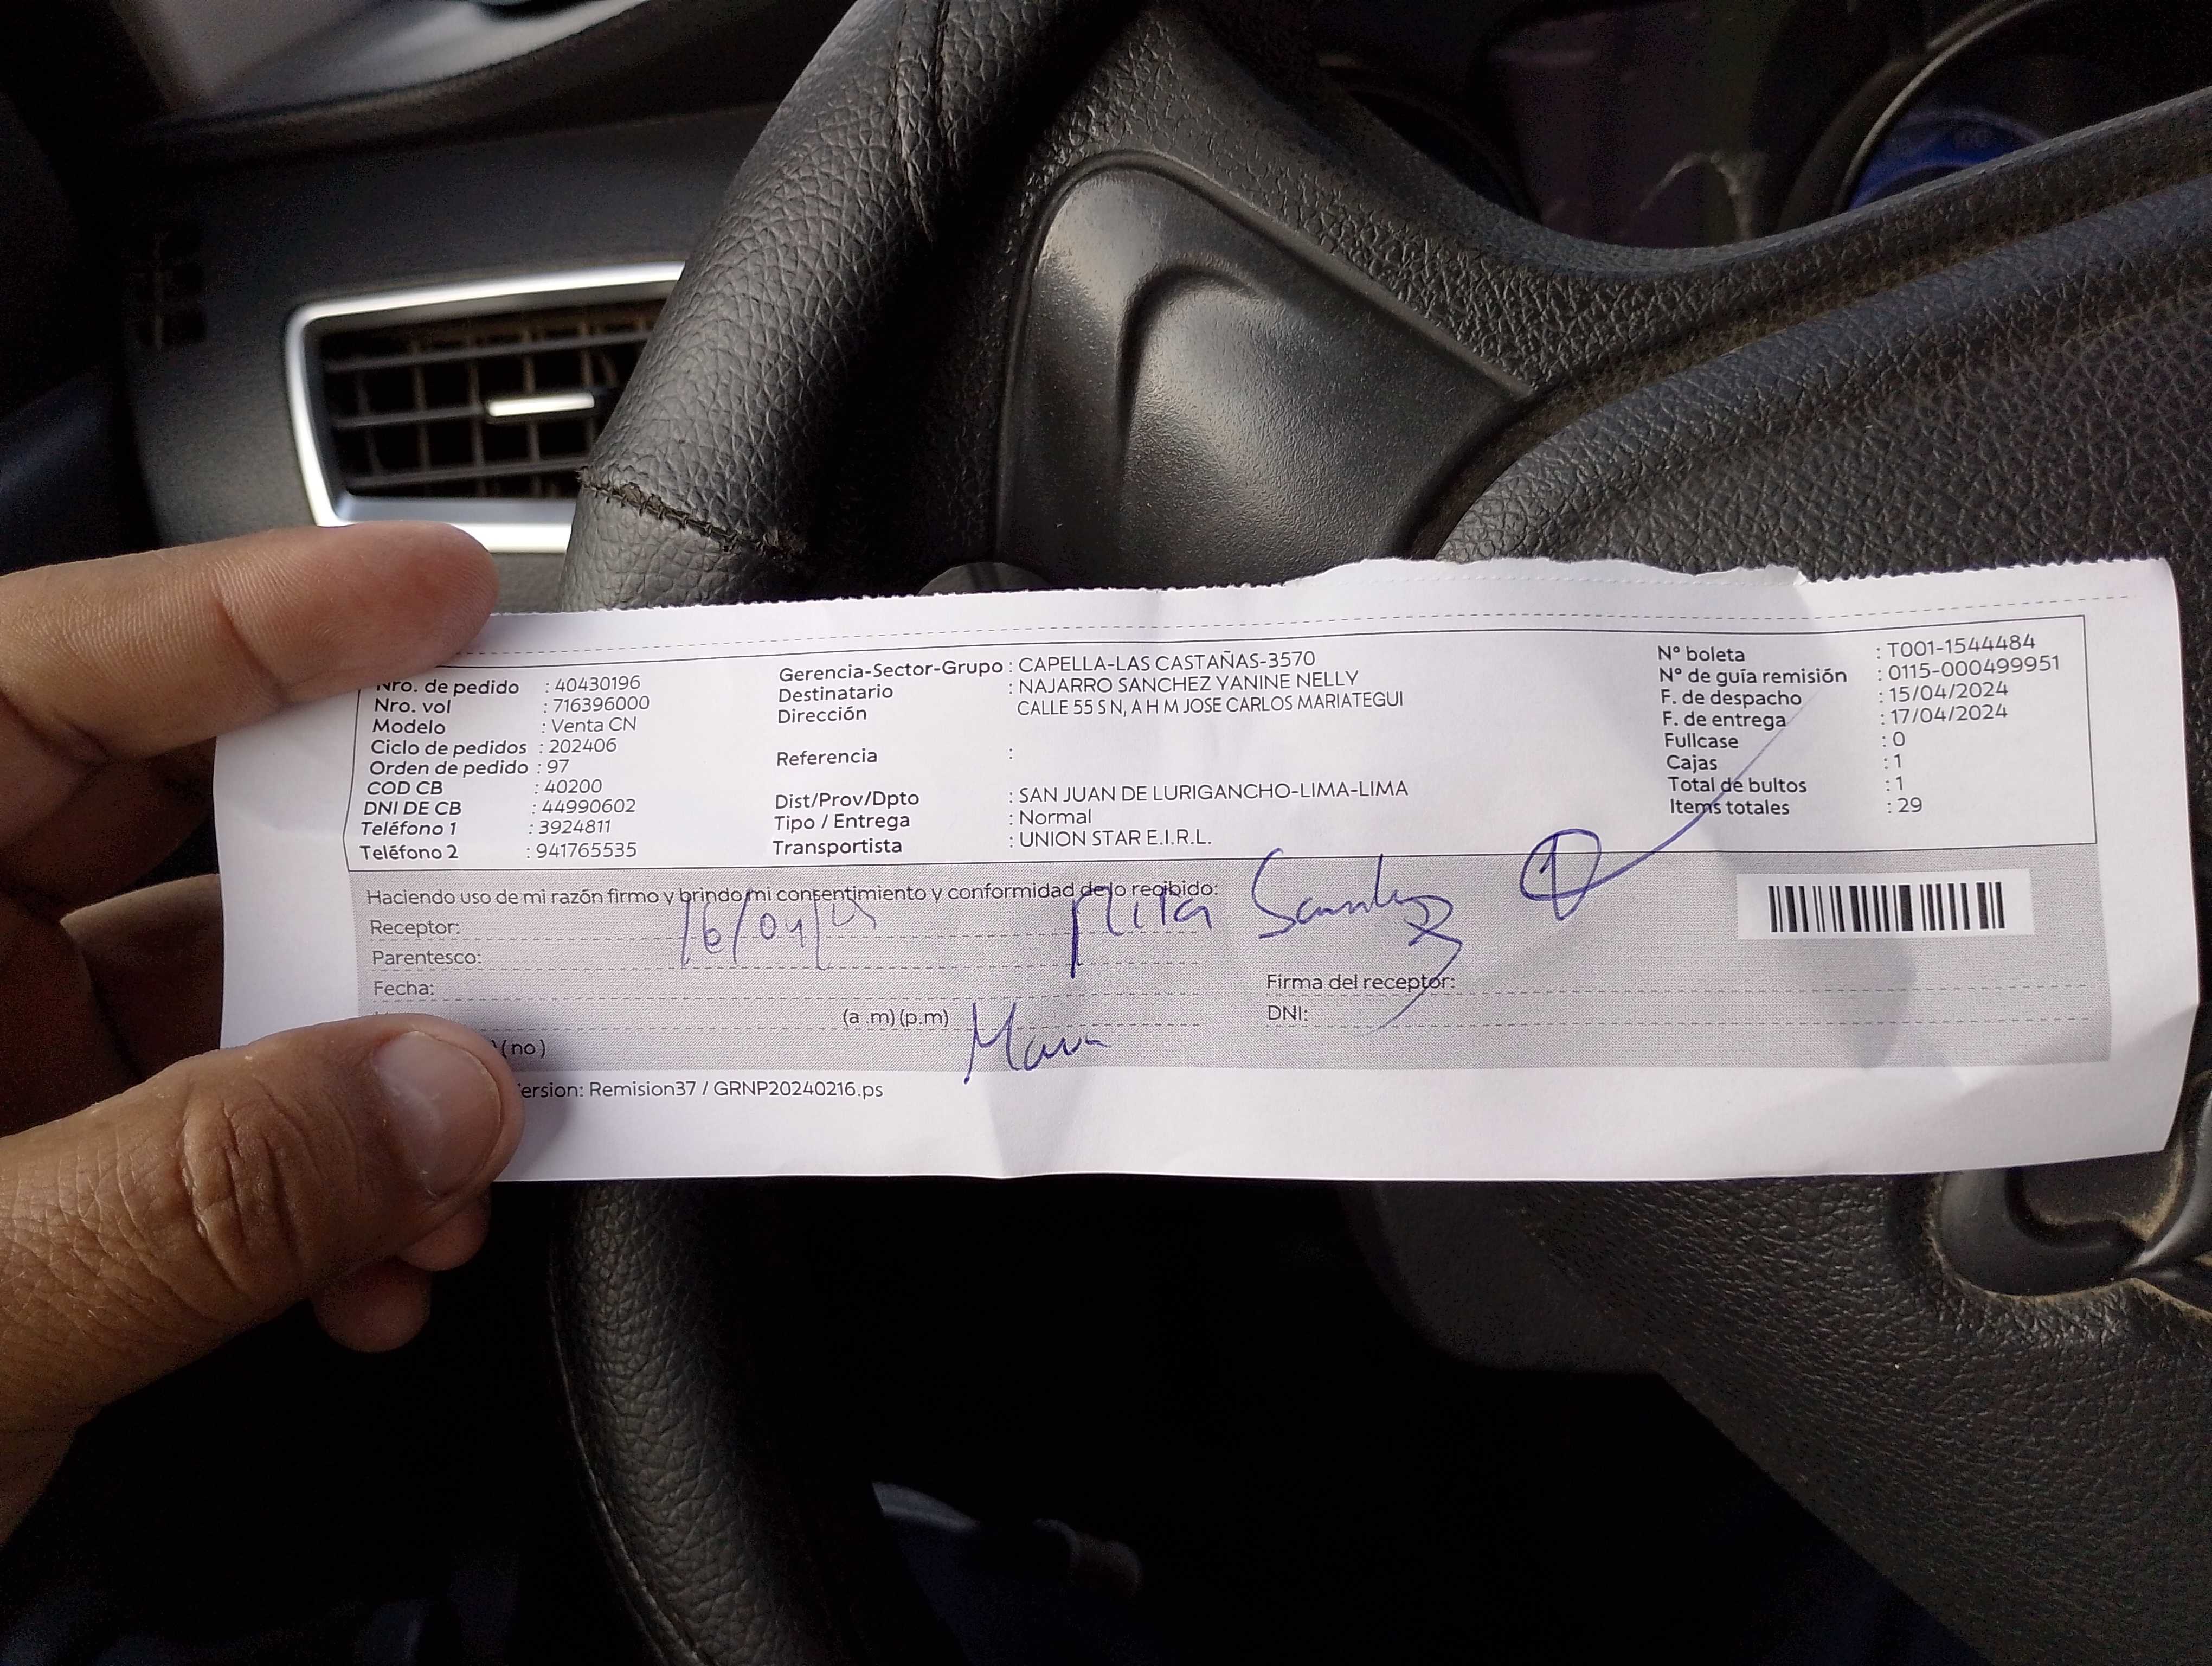 Nro. de pedido : 40430196
Nro. vol : 716396000
Modelo : Venta CN
Ciclo de pedidos : 202406
Orden de pedido : 97
COD CB : 40200
DNI DE CB : 44990602
Teléfono 1 : 3924811
Teléfono 2 : 941765535
Gerencia-Sector-Grupo : CAPELLA-LAS CASTAÑAS-3570
Destinatario : NAJARRO SANCHEZ YANINE NELLY
Dirección CALLE 55 S N, A H M JOSE CARLOS MARIATEGUI
Referencia :
Dist/Prov/Dpto : SAN JUAN DE LURIGANCHO-LIMA-LIMA
Tipo / Entrega : Normal
Transportista : UNION STAR E.I.R.L.
N° boleta : T001-1544484
N° de guía remisión : 0115-000499951
F. de despacho : 15/04/2024
F. de entrega : 17/04/2024
Fullcase : 0
Cajas : 1
Total de bultos : 1
Items totales : 29
Haciendo uso de mi razón firmo y brindo mi consentimiento y conformidad de lo recibido:
Receptor:
16/04/
Parentesco:
Fecha:
Firma del receptor:
(a .m) (p.m)
DNI:
(no)
ersion: Remision37 / GRNP20240216.ps